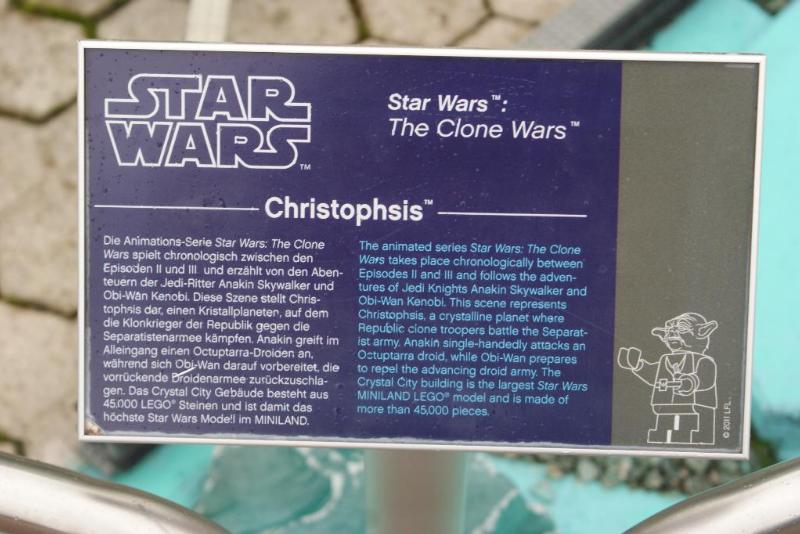 STAR
WARS™
Star Wars™:
The Clone Wars™
Christophsis™
Die Animations-Serie Star Wars: The Clone
Wars spielt chronologisch zwischen den
Episoden II und III und erzählt von den Aben-
teuern der Jedi-Ritter Anakin Skywalker und
Obi-Wan Kenobi. Diese Szene stellt Chris-
tophsis dar, einen Kristallplaneten, auf dem
die Klonkrieger der Republik gegen die
Separatistenarmee kämpfen. Anakin greift im
Alleingang einen Octuptarra-Droiden an,
während sich Obi-Wan darauf vorbereitet, die
vorrückende Droidenarmee zurückzuschla-
gen. Das Crystal City Gebäude besteht aus
45.000 LEGO® Steinen und ist damit das
höchste Star Wars Modell im MINILAND.
The animated series Star Wars: The Clone
Wars takes place chronologically between
Episodes II and III and follows the adven-
tures of Jedi Knights Anakin Skywalker and
Obi-Wan Kenobi. This scene represents
Christophsis, a crystalline planet where
Republic clone troopers battle the Separat-
ist army. Anakin single-handedly attacks an
Octuptarra droid, while Obi-Wan prepares
to repel the advancing droid army. The
Crystal City building is the largest Star Wars
MINILAND LEGO® model and is made of
more than 45,000 pieces.
© 2011 LFL.